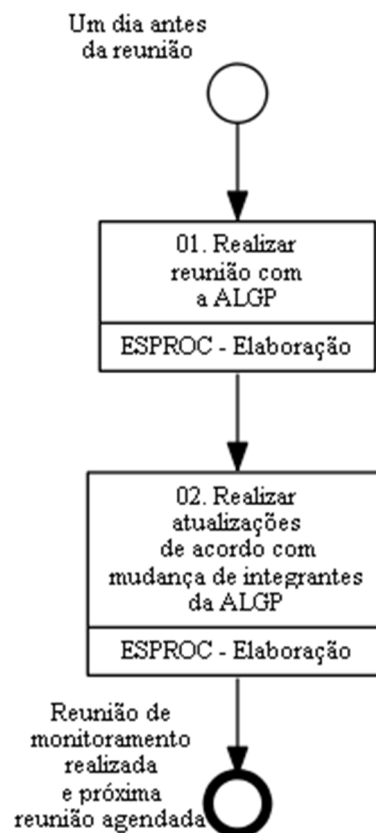 Um dia antes
da reunião
01. Realizar
reunião com
a ALGP
ESPROC - Elaboração
02. Realizar
atualizações
de acordo com
mudança de integrantes
da ALGP
ESPROC - Elaboração
Reunião de
monitoramento
realizada
e próxima
reunião agendada